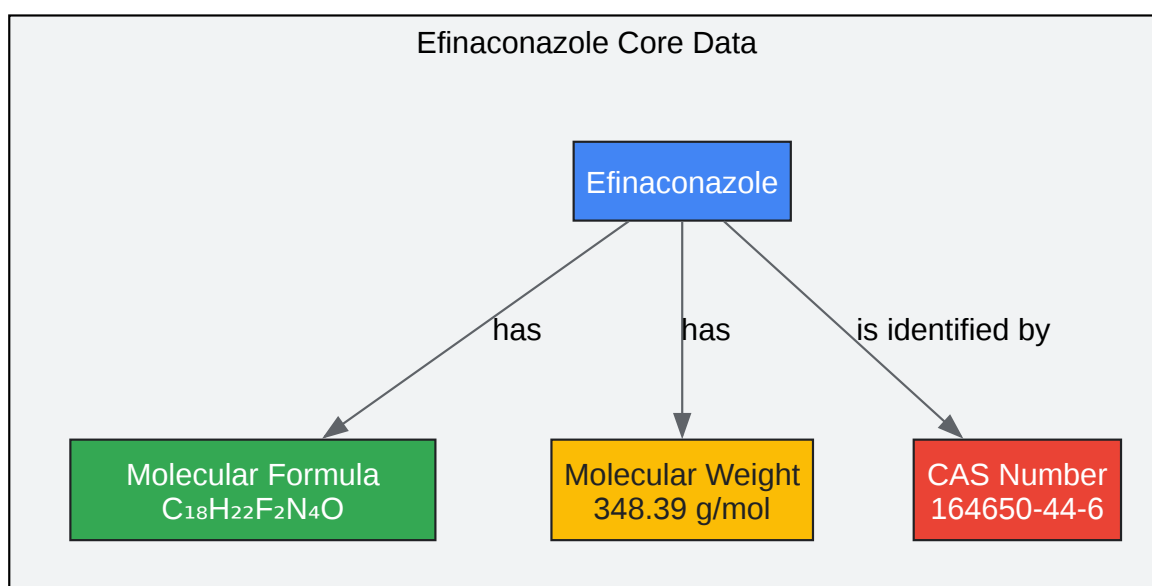 Efinaconazole Core Data
Efinaconazole
has
has
is identified by
Molecular Formula
C₁₈H₂₂F₂N₄O
Molecular Weight
348.39 g/mol
CAS Number
164650-44-6